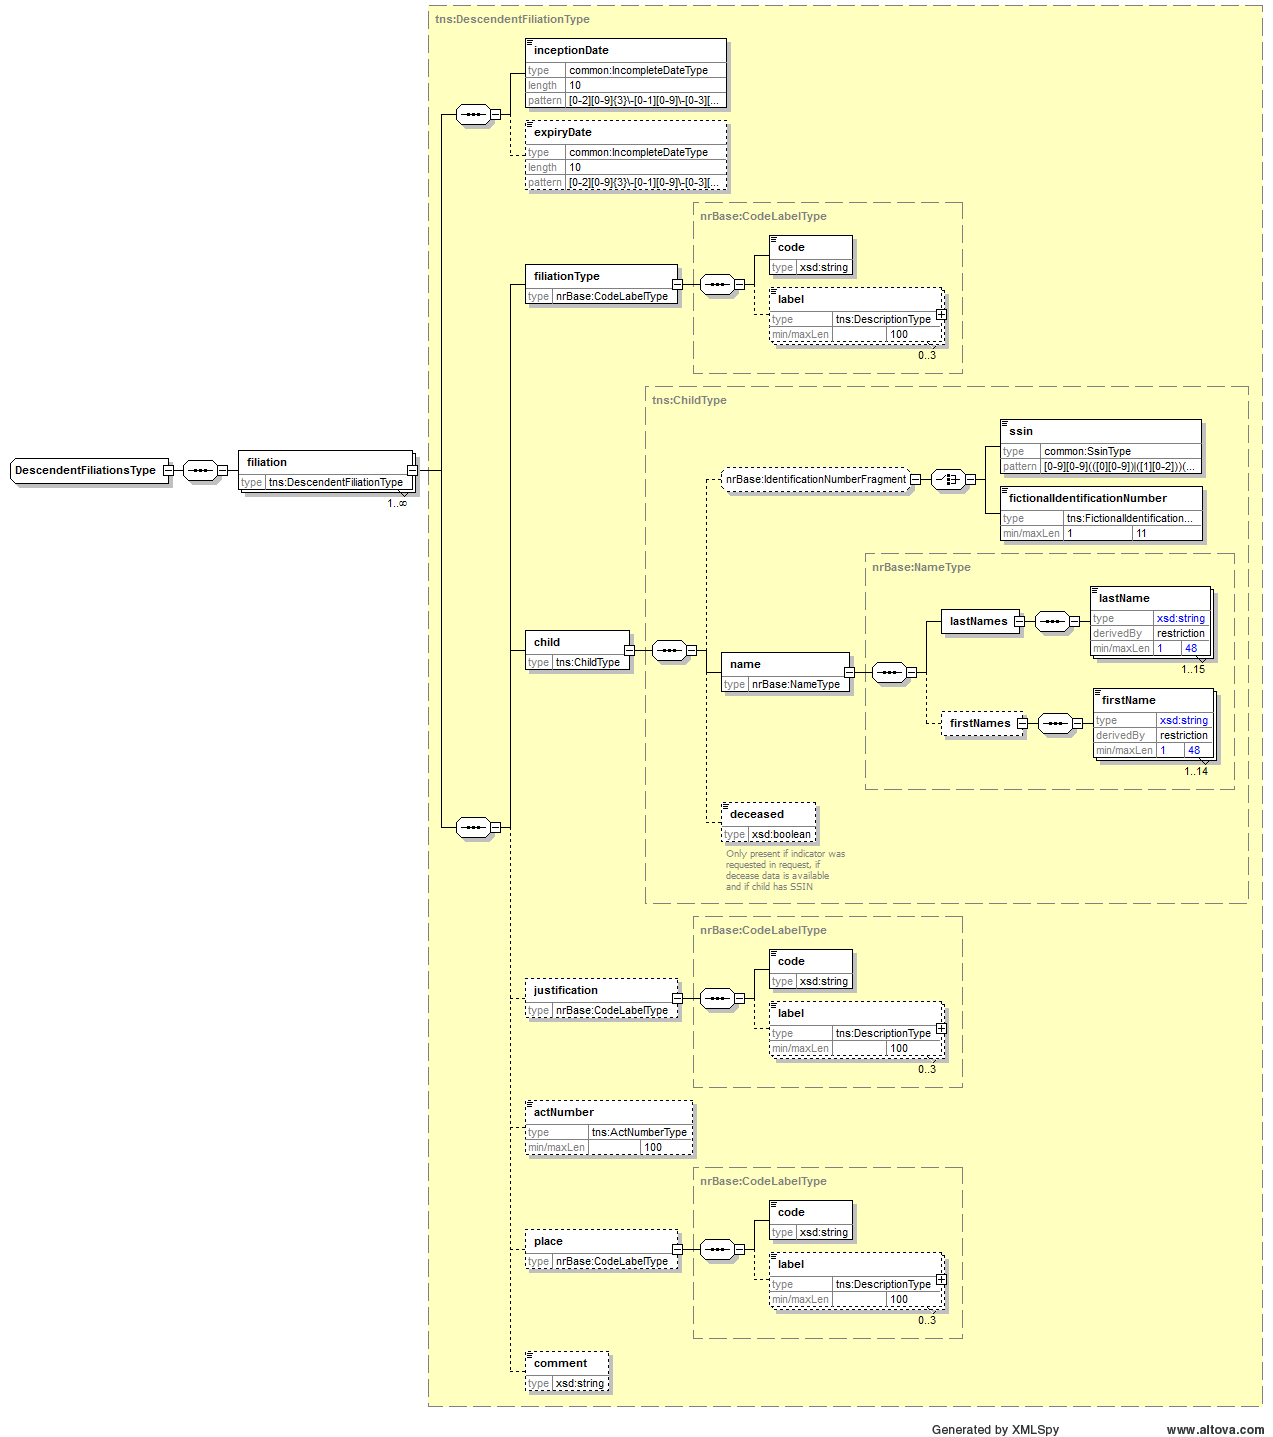 tns:DescendentFiliationType
inceptionDate
type common:IncompleteDateType
length 10
pattern [0-2][0-9]{3}\-[0-1][0-9]\-[0-3][...
expiryDate
type common:IncompleteDateType
length 10
pattern [0-2][0-9]{3}\-[0-1][0-9]\-[0-3][...
nrBase:CodeLabelType
code
type xsd:string
filiationType
type nrBase:CodeLabelType
label
type tns:DescriptionType
min/maxLen 100
0..3
tns:ChildType
ssin
type common:SsinType
pattern [0-9][0-9](([0][0-9])|([1][0-2]))(...
nrBase:IdentificationNumberFragment
fictionalIdentificationNumber
type tns:FictionalIdentification...
min/maxLen 1 11
DescendentFiliationsType
filiation
type tns:DescendentFiliationType
1..∞
nrBase:NameType
lastNames
lastName
type xsd:string
derivedBy restriction
min/maxLen 1 48
1..15
child
type tns:ChildType
name
type nrBase:NameType
firstNames
firstName
type xsd:string
derivedBy restriction
min/maxLen 1 48
1..14
deceased
type xsd:boolean
Only present if indicator was
requested in request, if
decease data is available
and if child has SSIN
nrBase:CodeLabelType
code
type xsd:string
justification
type nrBase:CodeLabelType
label
type tns:DescriptionType
min/maxLen 100
0..3
actNumber
type tns:ActNumberType
min/maxLen 100
nrBase:CodeLabelType
code
type xsd:string
place
type nrBase:CodeLabelType
label
type tns:DescriptionType
min/maxLen 100
0..3
comment
type xsd:string
Generated by XMLSpy www.altova.com